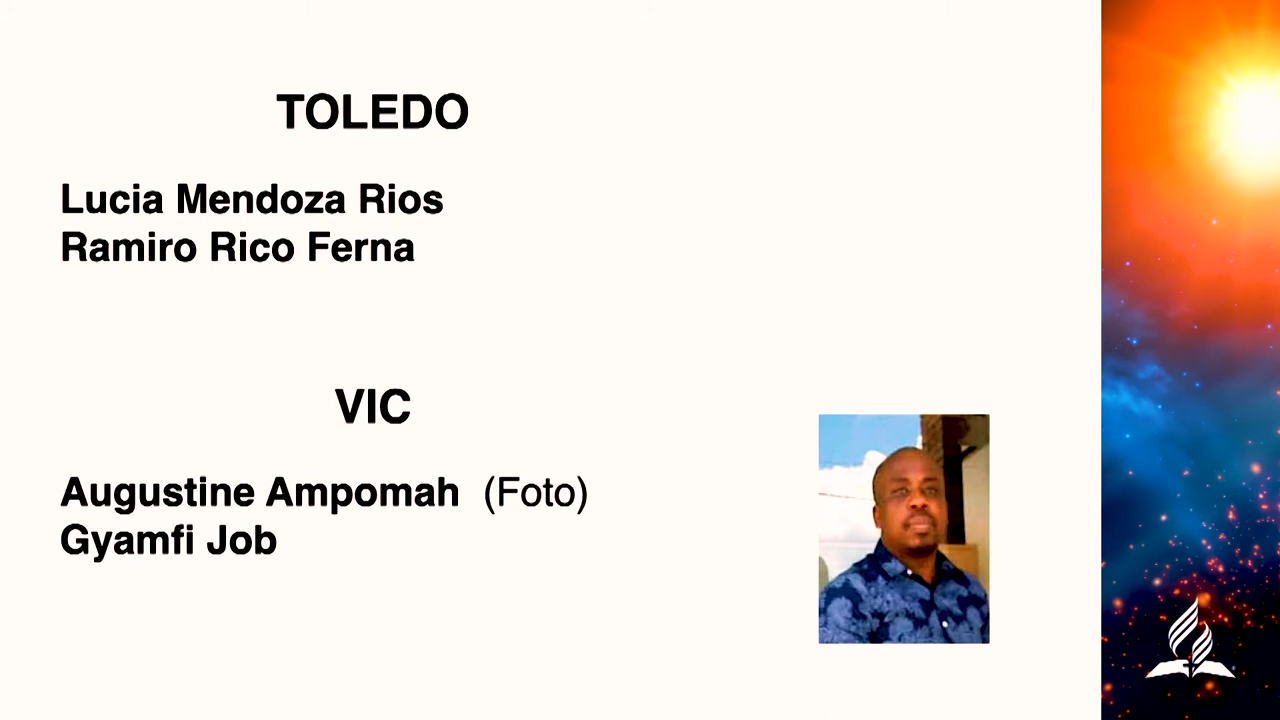 TOLEDO
Lucia Mendoza Rios
Ramiro Rico Ferna
VIC
Augustine Ampomah (Foto)
Gyamfi Job